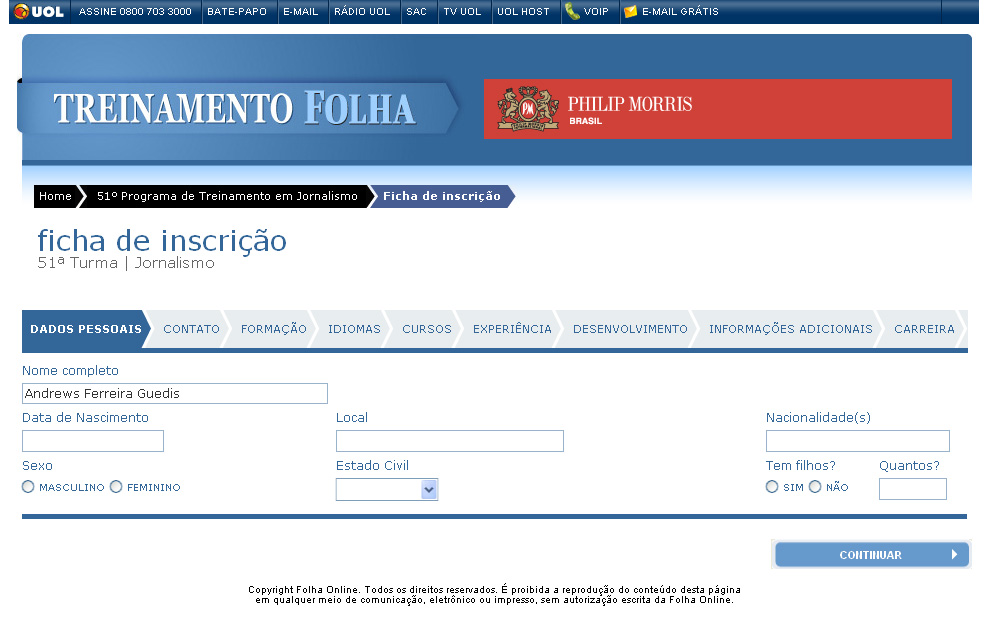 UOL ASSINE 0800 703 3000 BATE-PAPO E-MAIL RÁDIO UOL SAC TV UOL UOL HOST VOIP E-MAIL GRÁTIS
TREINAMENTO FOLHA
PM PHILIP MORRIS
BRASIL
Home 51º Programa de Treinamento em Jornalismo Ficha de inscrição
ficha de inscrição
51ª Turma | Jornalismo
DADOS PESSOAIS CONTATO FORMAÇÃO IDIOMAS CURSOS EXPERIÊNCIA DESENVOLVIMENTO INFORMAÇÕES ADICIONAIS CARREIRA
Nome completo
Andrews Ferreira Guedis
Data de Nascimento Local Nacionalidade(s)
Sexo Estado Civil Tem filhos? Quantos?
MASCULINO FEMININO SIM NÃO
CONTINUAR
Copyright Folha Online. Todos os direitos reservados. É proibida a reprodução do conteúdo desta página
em qualquer meio de comunicação, eletrônico ou impresso, sem autorização escrita da Folha Online.